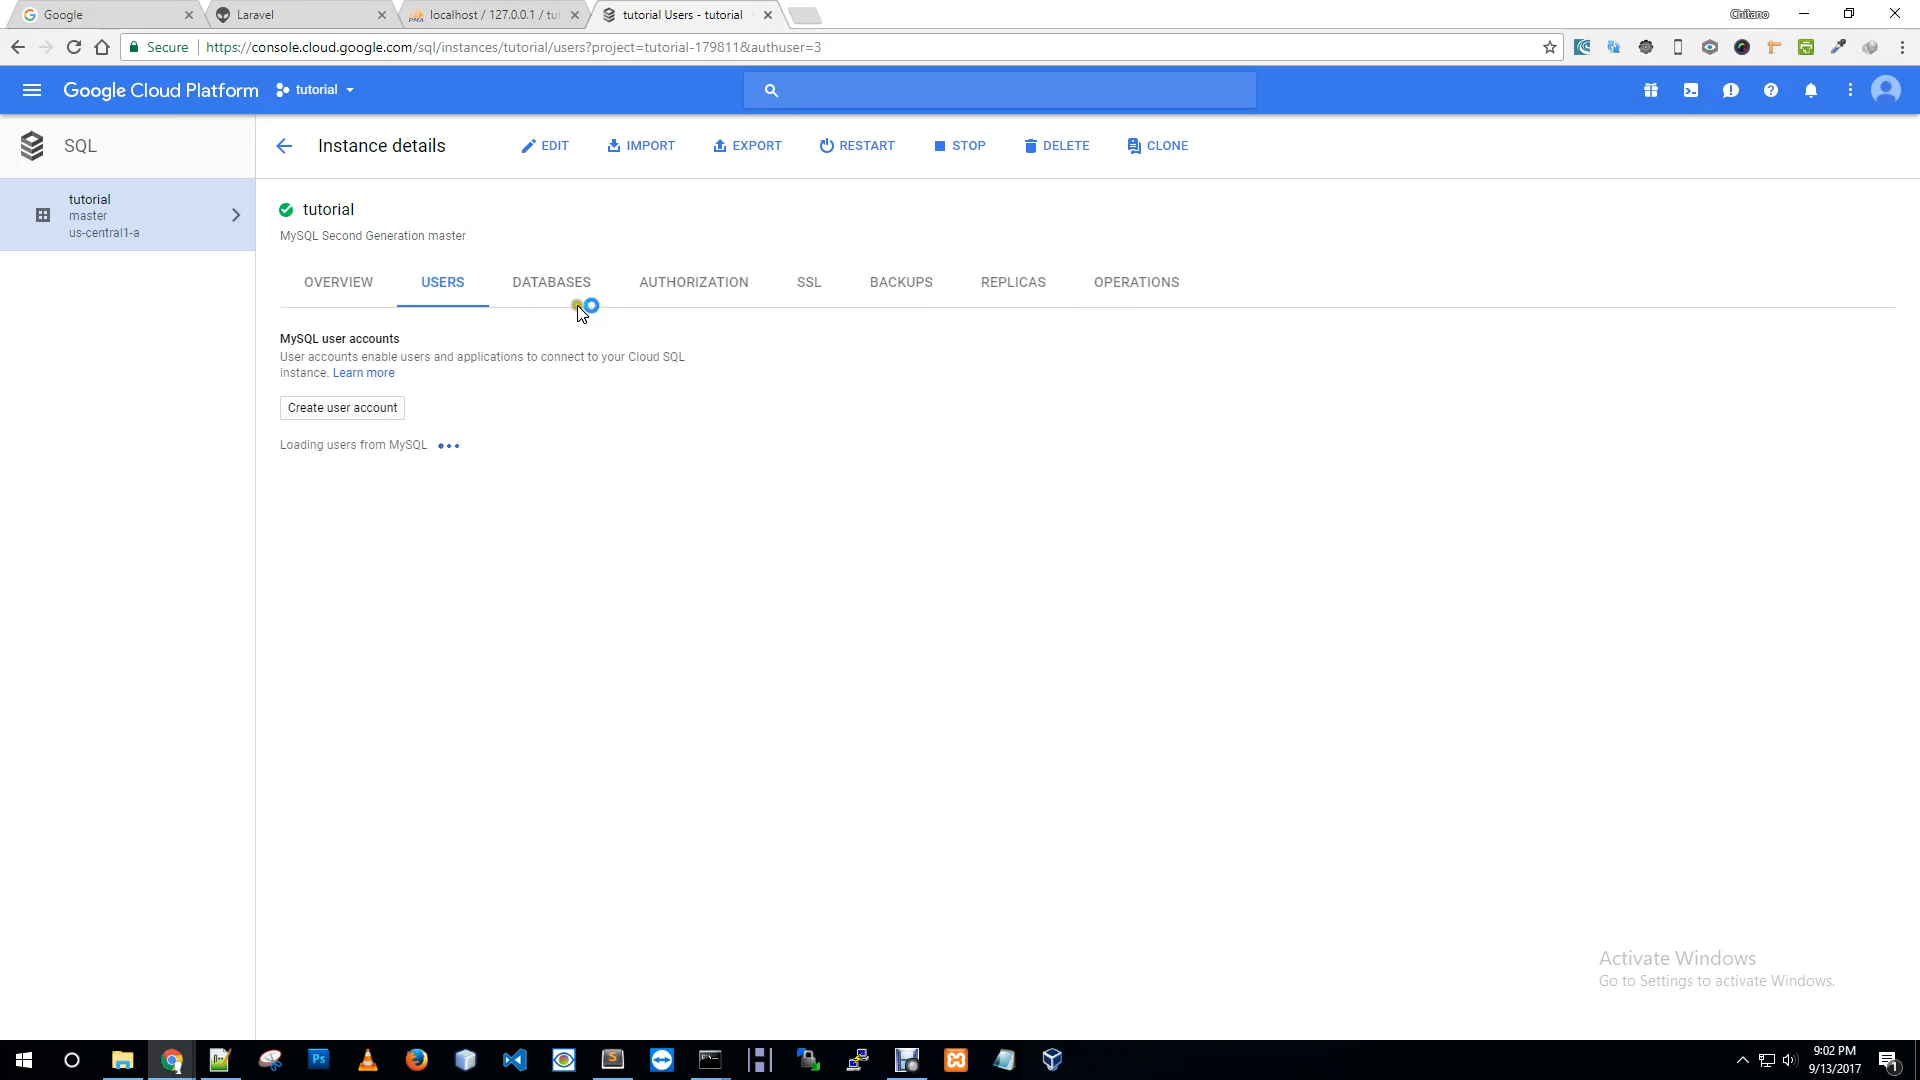 Google
Laravel
localhost / 127.0.0.1 / tut
tutorial Users - tutorial
Chitano
Secure
https://console.cloud.google.com/sql/instances/tutorial/users?project=tutorial-179811&authuser=3
Google Cloud Platform
tutorial
SQL
Instance details
EDIT
IMPORT
EXPORT
RESTART
STOP
DELETE
CLONE
tutorial
master
us-central1-a
tutorial
MySQL Second Generation master
OVERVIEW
USERS
DATABASES
AUTHORIZATION
SSL
BACKUPS
REPLICAS
OPERATIONS
MySQL user accounts
User accounts enable users and applications to connect to your Cloud SQL
instance. Learn more
Create user account
Loading users from MySQL
Activate Windows
Go to Settings to activate Windows.
9:02 PM
9/13/2017